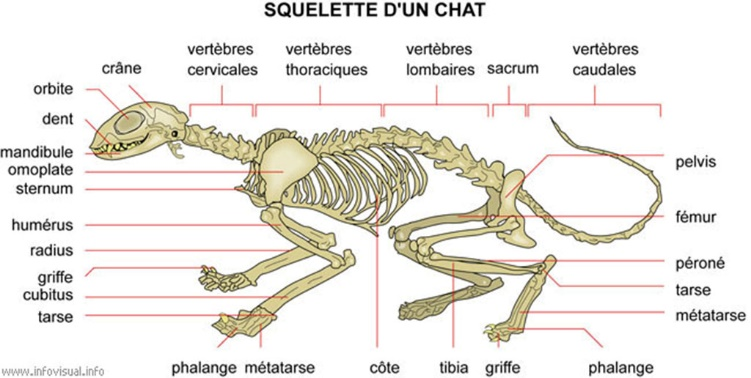 SQUELETTE D'UN CHAT
vertèbres
cervicales
vertèbres
thoraciques
vertèbres
lombaires
sacrum
vertèbres
caudales
crâne
orbite
dent
mandibule
omoplate
sternum
humérus
radius
griffe
cubitus
tarse
pelvis
fémur
péroné
tarse
métatarse
phalange
métatarse
côte
tibia
griffe
phalange
www.infovisual.info